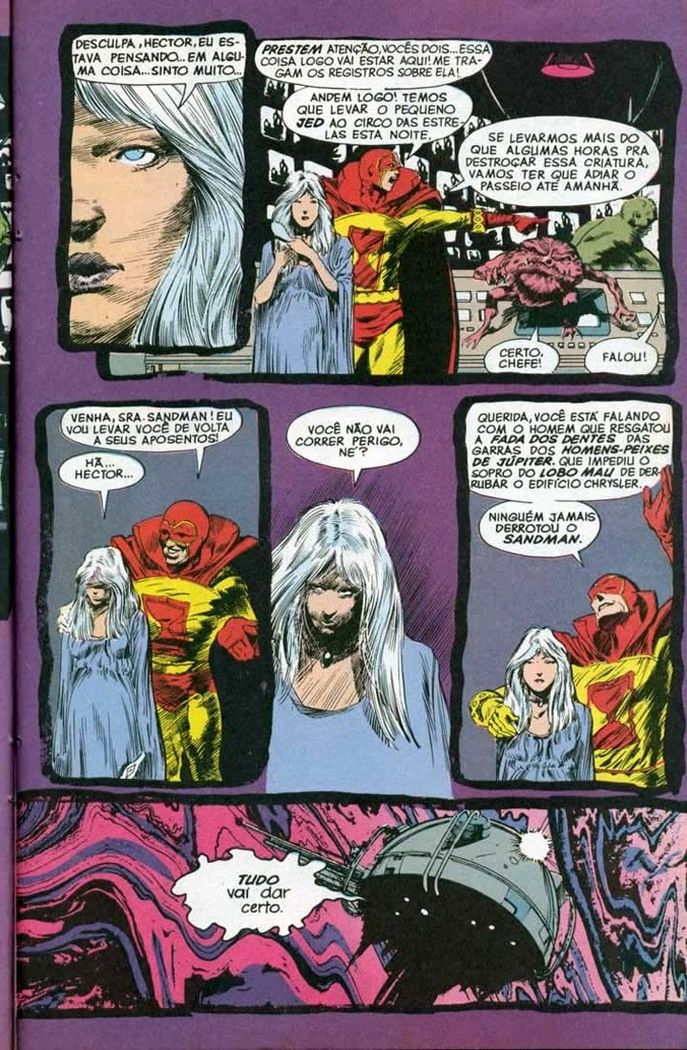 DESCULPA, HECTOR, EU ES-
TAVA PENSANDO... EM ALGU-
MA COISA... SINTO MUITO...
PRESTEM ATENÇÃO, VOCÊS DOIS... ESSA
COISA LOGO VAI ESTAR AQUI! ME TRA-
GAM OS REGISTROS SOBRE ELA!
ANDEM LOGO! TEMOS
QUE LEVAR O PEQUENO
JED AO CIRCO DAS ESTRE-
LAS ESTA NOITE.
SE LEVARMOS MAIS DO
QUE ALGUMAS HORAS PRA
DESTROÇAR ESSA CRIATURA,
VAMOS TER QUE ADIAR O
PASSEIO ATÉ AMANHÃ.
CERTO,
CHEFE!
FALOU!
VENHA, SRA. SANDMAN! EU
VOU LEVAR VOCÊ DE VOLTA
A SEUS APOSENTOS!
HÃ...
HECTOR...
VOCÊ NÃO VAI
CORRER PERIGO,
NÉ?
QUERIDA, VOCÊ ESTÁ FALANDO
COM O HOMEM QUE RESGATOU
A FADA DOS DENTES DAS
GARRAS DOS HOMENS-PEIXES
DE JÚPITER. QUE IMPEDIU O
SOPRO DO LOBO MAU DE DER-
RUBAR O EDIFÍCIO CHRYSLER.
NINGUÉM JAMAIS
DERROTOU O
SANDMAN.
TUDO
vai dar
certo.